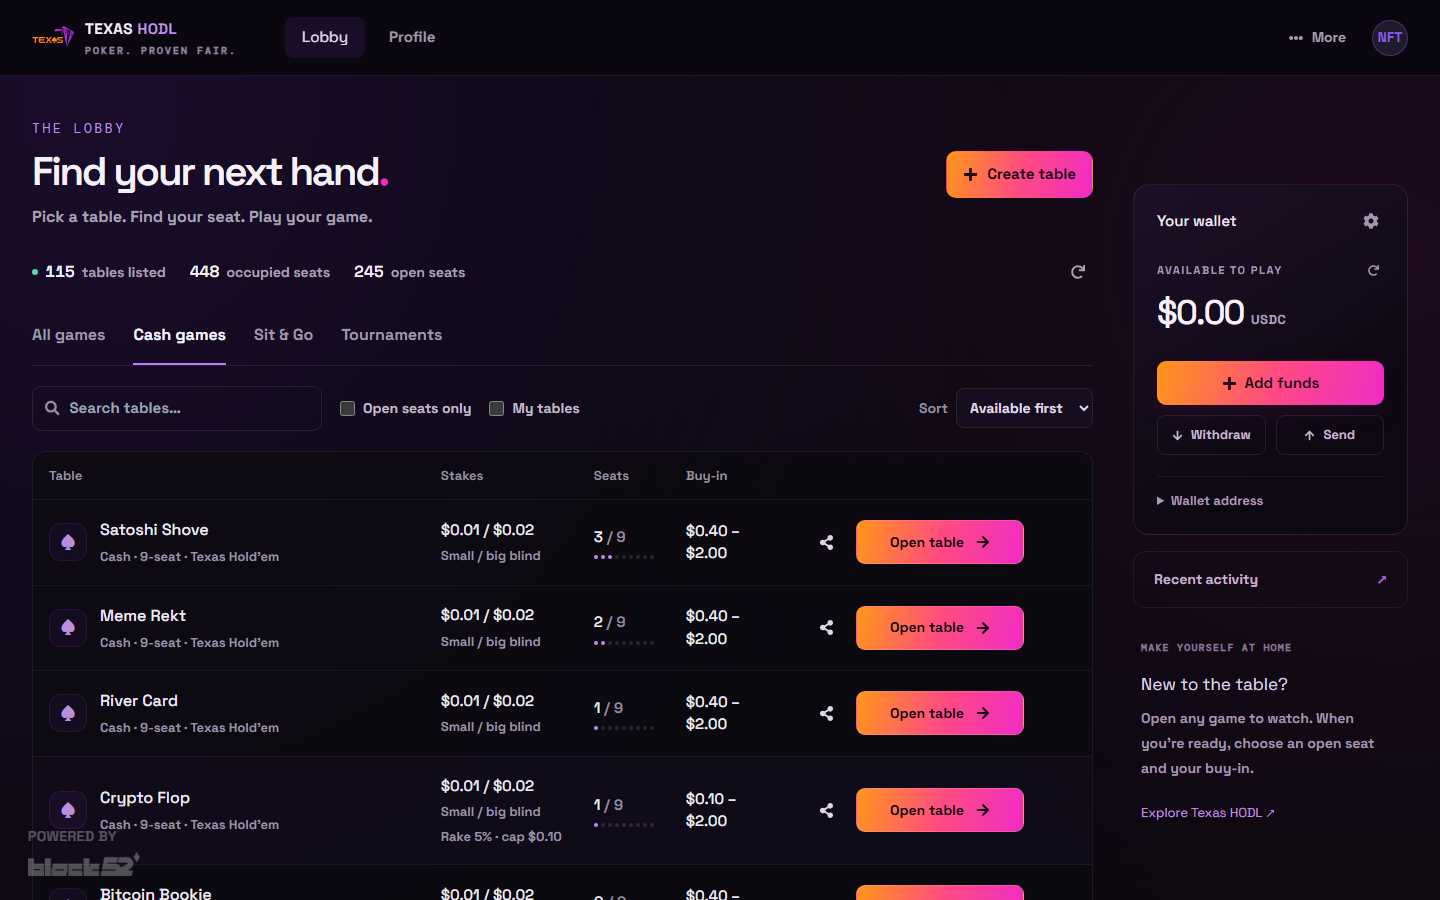 TEXAS
TEXAS HODL
POKER. PROVEN FAIR.
Lobby
Profile
More
NFT
THE LOBBY
Find your next hand.
Pick a table. Find your seat. Play your game.
Create table
115 tables listed
448 occupied seats
245 open seats
All games
Cash games
Sit & Go
Tournaments
Search tables...
Open seats only
My tables
Sort
Available first
Table
Stakes
Seats
Buy-in
Satoshi Shove
Cash · 9-seat · Texas Hold'em
$0.01 / $0.02
Small / big blind
3 / 9
$0.40 –
$2.00
Open table
Meme Rekt
Cash · 9-seat · Texas Hold'em
$0.01 / $0.02
Small / big blind
2 / 9
$0.40 –
$2.00
Open table
River Card
Cash · 9-seat · Texas Hold'em
$0.01 / $0.02
Small / big blind
1 / 9
$0.40 –
$2.00
Open table
Crypto Flop
Cash · 9-seat · Texas Hold'em
$0.01 / $0.02
Small / big blind
Rake 5% · cap $0.10
1 / 9
$0.10 –
$2.00
Open table
Bitcoin Bookie
$0.01 / $0.02
$0.40 –
POWERED BY
block52
Your wallet
AVAILABLE TO PLAY
$0.00 USDC
Add funds
Withdraw
Send
Wallet address
Recent activity
MAKE YOURSELF AT HOME
New to the table?
Open any game to watch. When
you're ready, choose an open seat
and your buy-in.
Explore Texas HODL ↗